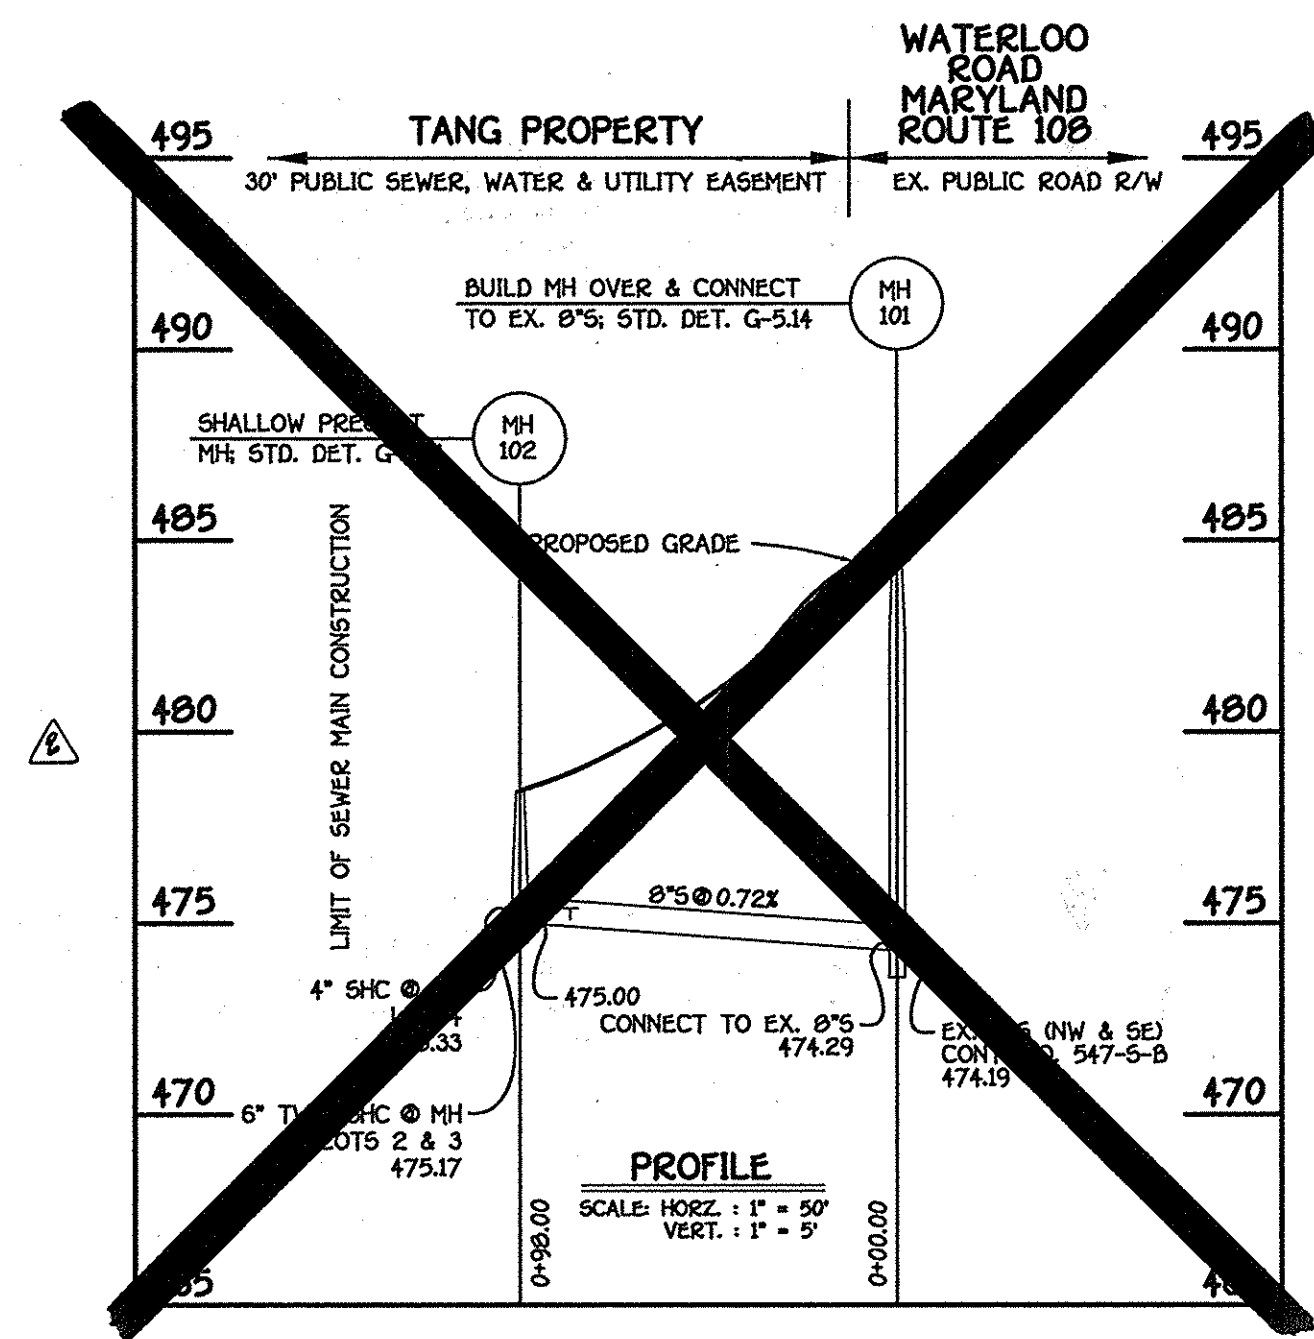 WATERLOO
ROAD
MARYLAND
ROUTE 108
TANG PROPERTY
30' PUBLIC SEWER, WATER & UTILITY EASEMENT
EX. PUBLIC ROAD R/W
495
495
BUILD MH OVER & CONNECT
TO EX. 8"S; STD. DET. G-5.14
MH
101
490
490
SHALLOW
MH; STD. DET.
MH
102
485
485
PROPOSED GRADE
LIMIT OF SEWER MAIN CONSTRUCTION
480
480
2
475
475
8"S @ 0.72%
4" SHC @
475.00
CONNECT TO EX. 8"S
474.29
EX. (NW & SE)
547-S-B
474.19
470
470
6" SHC @ MH
LOTS 2 & 3
475.17
PROFILE
SCALE: HORZ. : 1" = 50'
VERT. : 1" = 5'
0+98.00
0+00.00